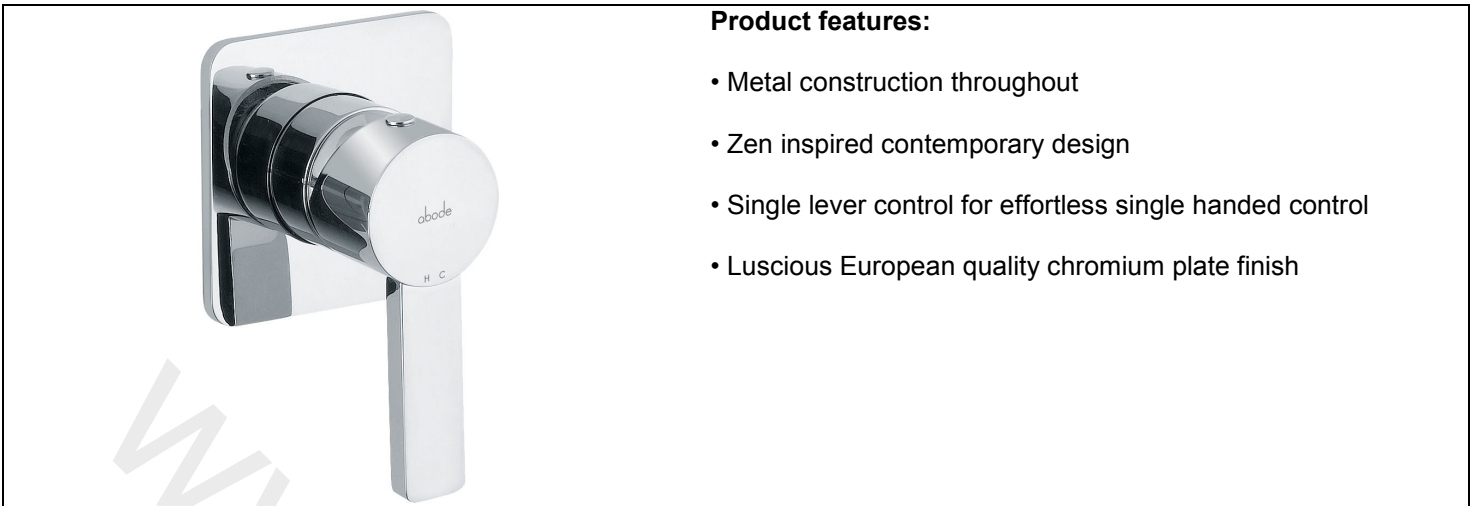 Product features:
• Metal construction throughout
• Zen inspired contemporary design
• Single lever control for effortless single handed control
• Luscious European quality chromium plate finish
abode
H C